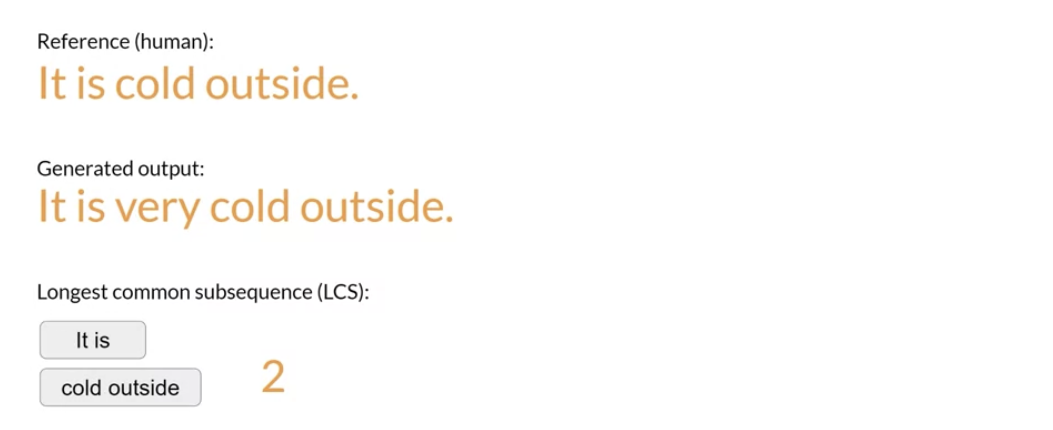 Reference (human):
It is cold outside.
Generated output:
It is very cold outside.
Longest common subsequence (LCS):
It is
cold outside
2